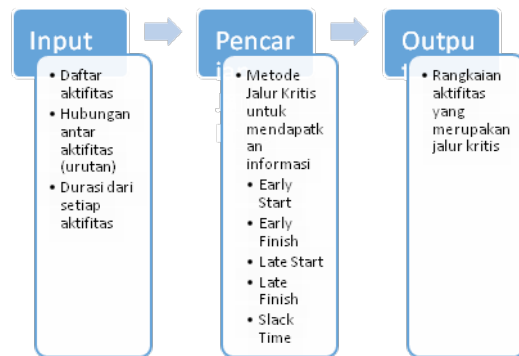 Input
• Daftar
aktifitas
• Hubungan
antar
aktifitas
(urutan)
• Durasi dari
setiap
aktifitas
Pencar
• Metode
Jalur Kritis
untuk
mendapatk
an
informasi
• Early
Start
• Early
Finish
• Late Start
• Late
Finish
• Slack
Time
Outpu
• Rangkaian
aktifitas
yang
merupakan
jalur kritis